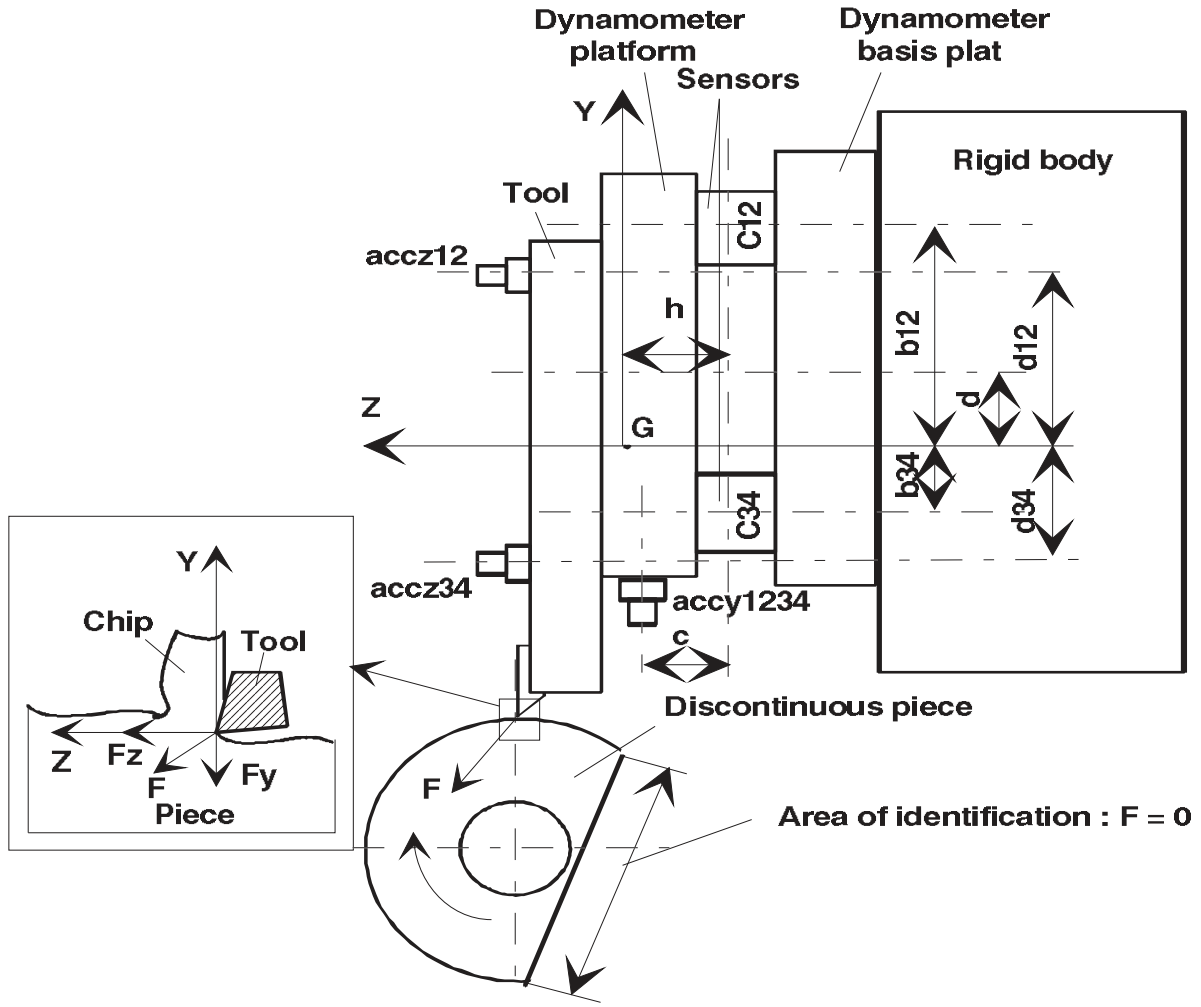 Dynamometer
platform
Dynamometer
basis plat
Sensors
Y
Rigid body
Tool
C12
accz12
h
b12
d12
d
Z
G
b34
d34
C34
accz34
accy1234
c
Y
Chip
Tool
Z
Fz
F
Fy
Piece
Discontinuous piece
F
Area of identification : F = 0